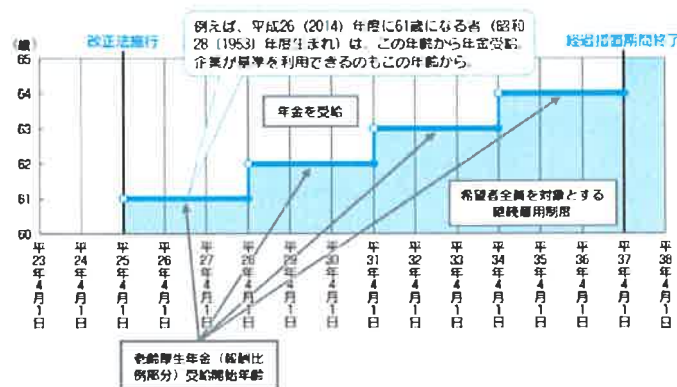 例えば、平成26（2014）年度に61歳になる者（昭和
28（1953）年度生まれ）は、この年齢から年金受給。
企業が基準を利用できるのもこの年齢から。
（歳）
改正法施行
経過措置期間終了
65
64
63
62
61
60
年金を受給
希望者全員を対象とする
継続雇用制度
平23年4月1日
平24年4月1日
平25年4月1日
平26年4月1日
平27年4月1日
平28年4月1日
平29年4月1日
平30年4月1日
平31年4月1日
平32年4月1日
平33年4月1日
平34年4月1日
平35年4月1日
平36年4月1日
平37年4月1日
平38年4月1日
老齢厚生年金（報酬比
例部分）受給開始年齢